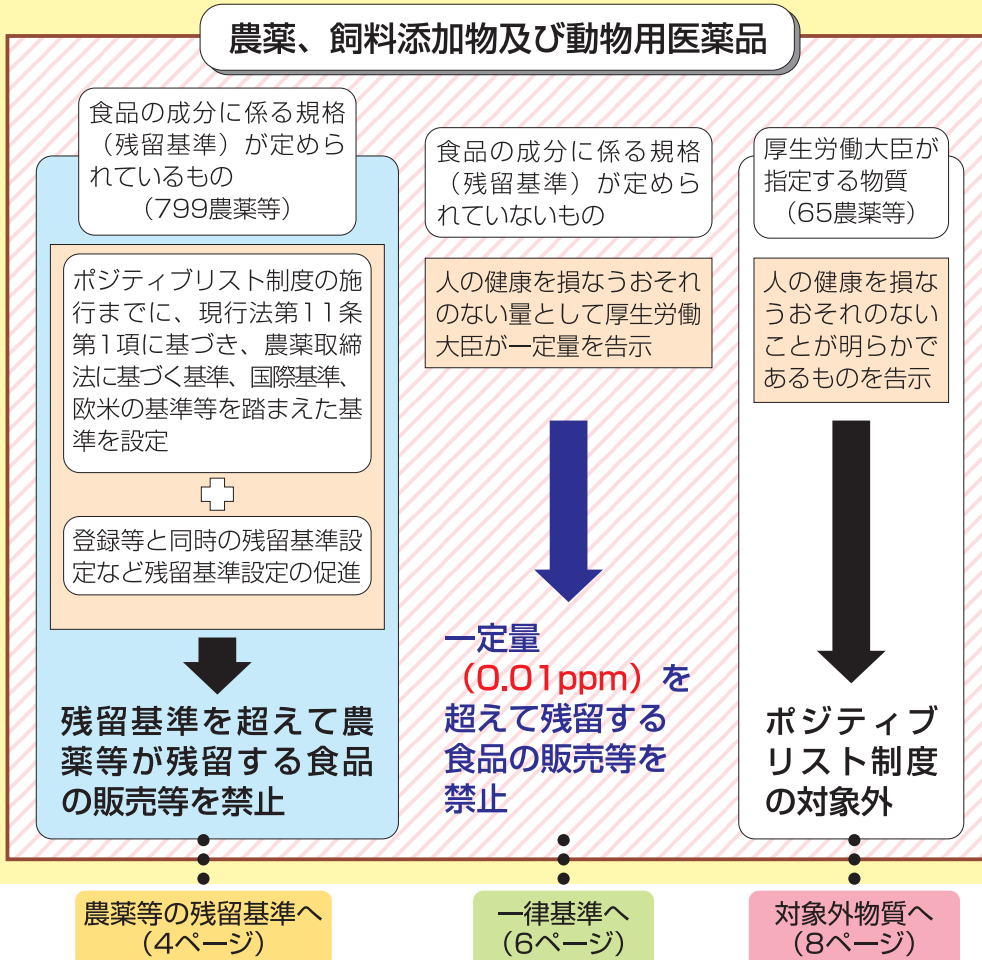 農薬、飼料添加物及び動物用医薬品
食品の成分に係る規格
（残留基準）が定めら
れているもの
（799農薬等）
ポジティブリスト制度の施
行までに、現行法第11条
第1項に基づき、農薬取締
法に基づく基準、国際基準、
欧米の基準等を踏まえた基
準を設定
登録等と同時の残留基準設
定など残留基準設定の促進
残留基準を超えて農
薬等が残留する食品
の販売等を禁止
農薬等の残留基準へ
（4ページ）
食品の成分に係る規格
（残留基準）が定めら
れていないもの
人の健康を損なうおそれ
のない量として厚生労働
大臣が一定量を告示
一定量
（0.01ppm）を
超えて残留する
食品の販売等を
禁止
一律基準へ
（6ページ）
厚生労働大臣が
指定する物質
（65農薬等）
人の健康を損な
うおそれのない
ことが明らかで
あるものを告示
ポジティブ
リスト制度
の対象外
対象外物質へ
（8ページ）